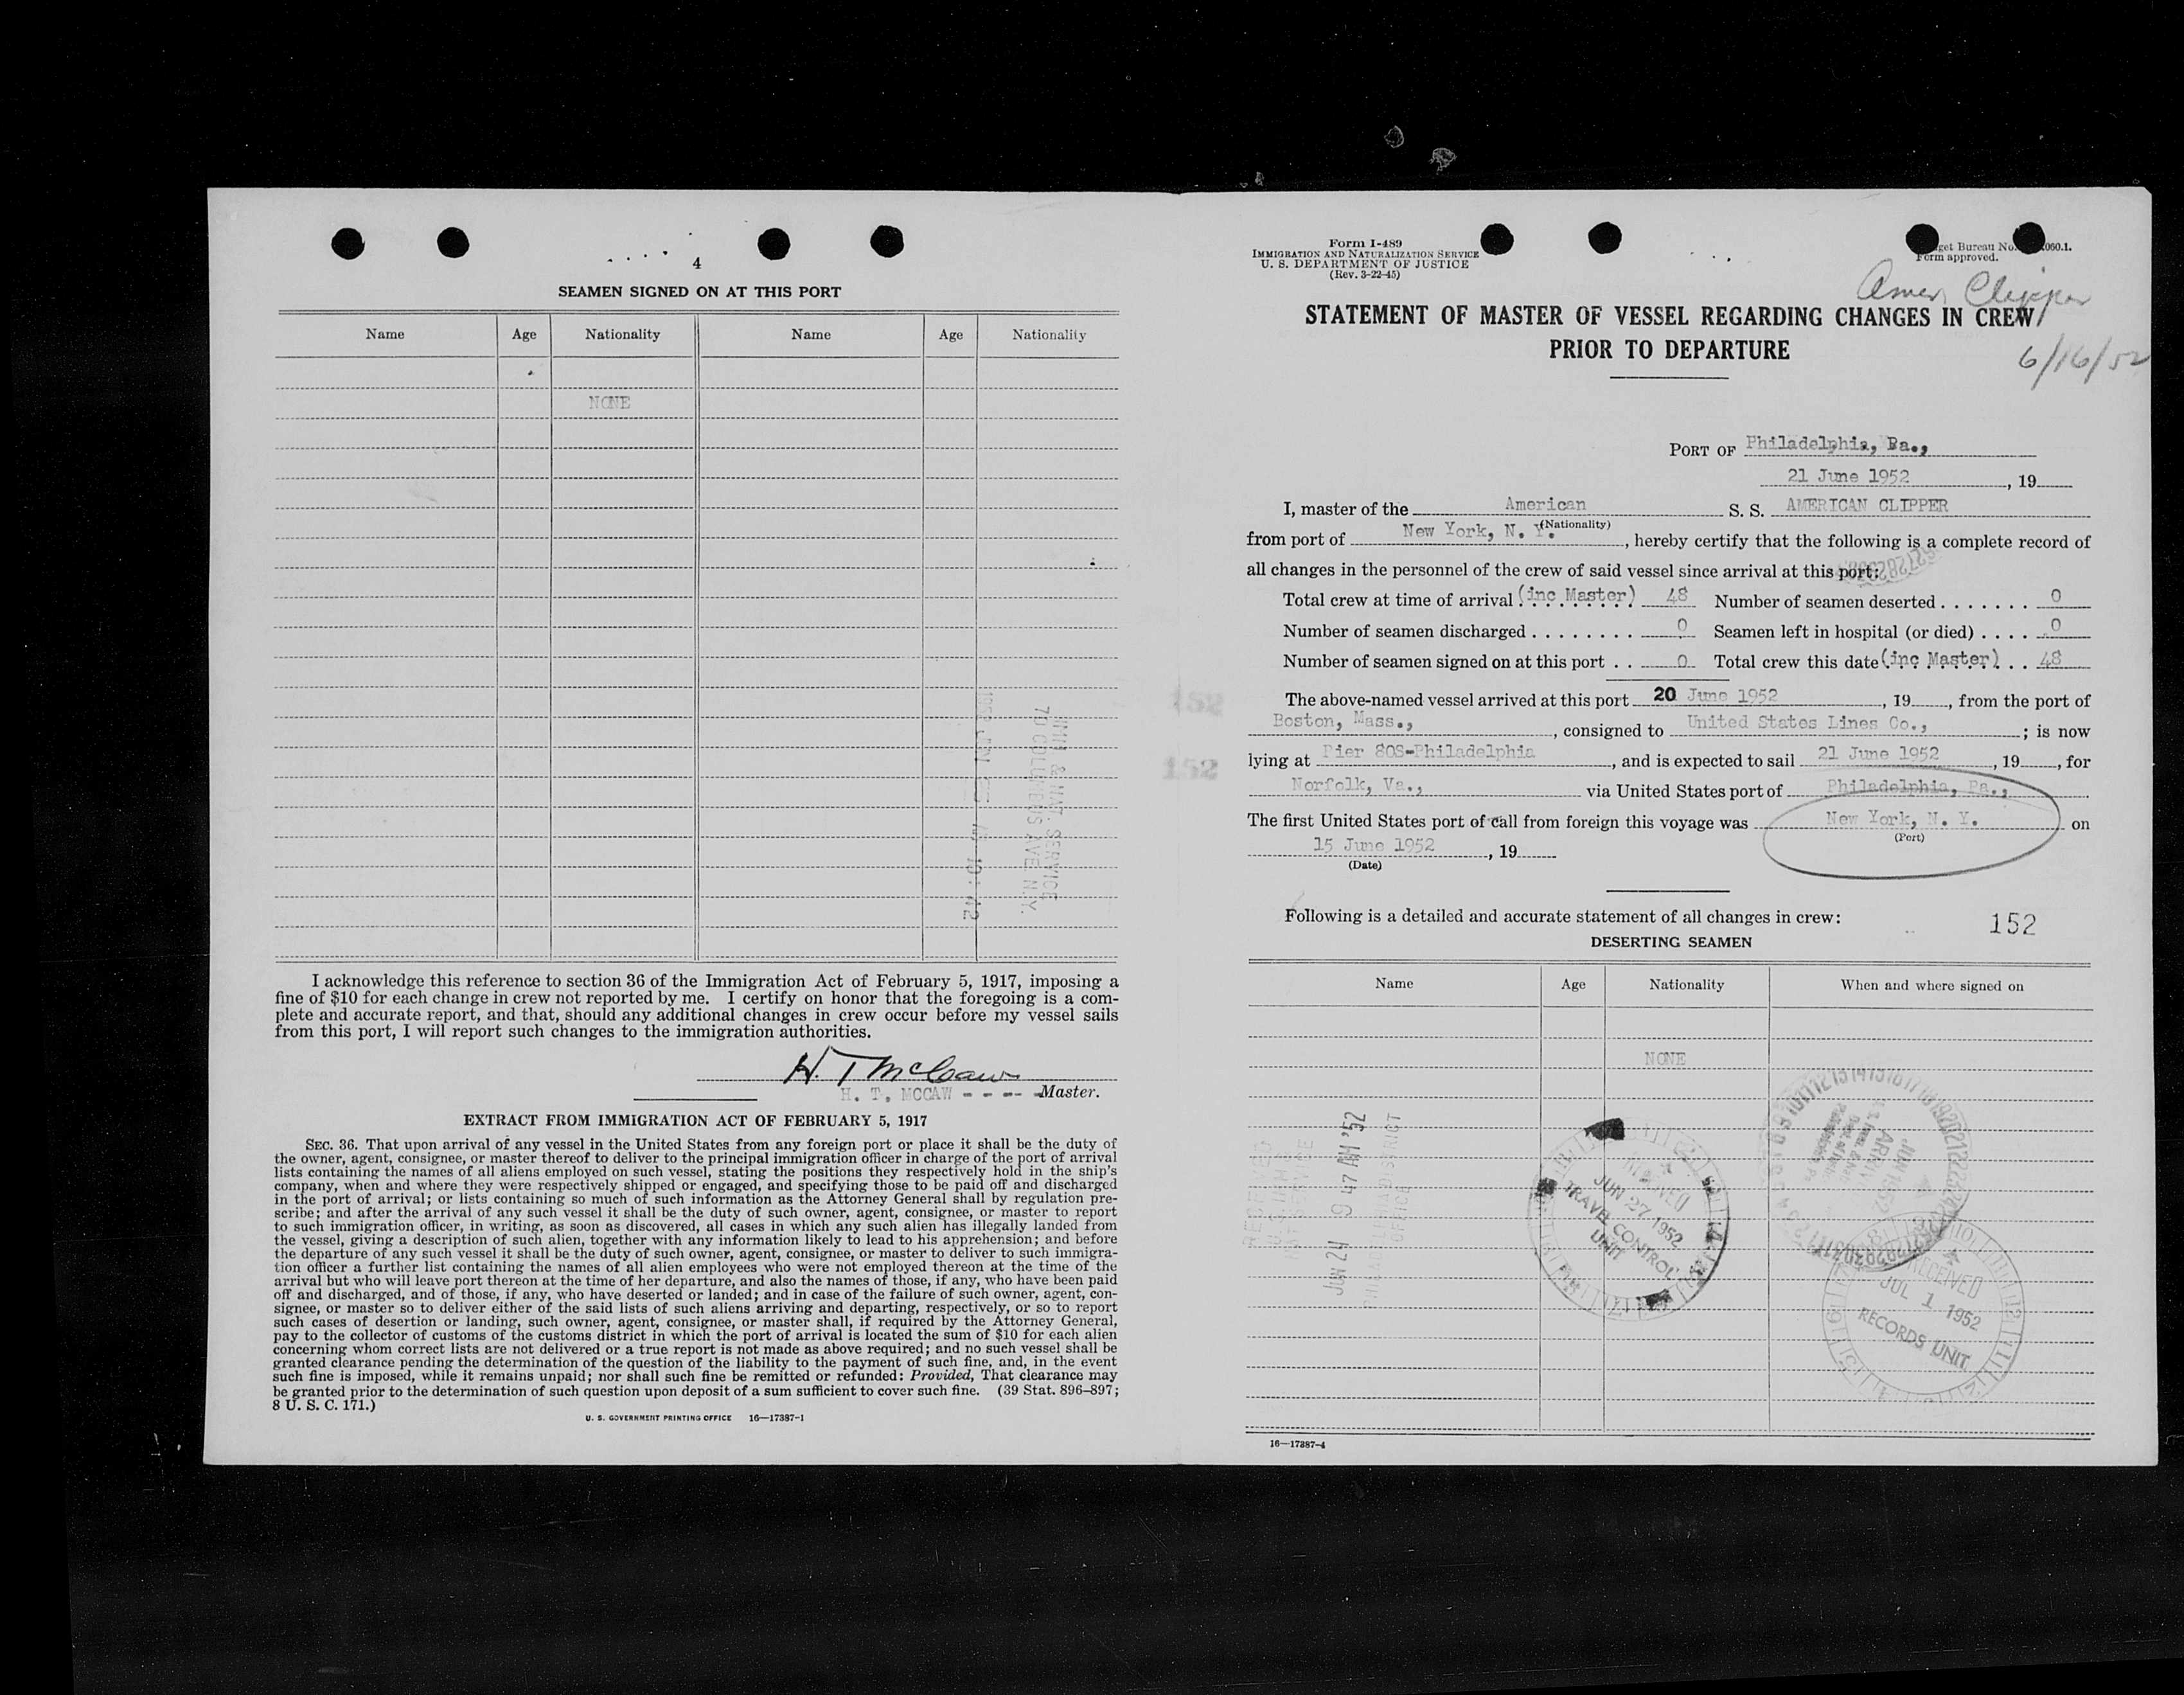 4
SEAMEN SIGNED ON AT THIS PORT
Name Age Nationality Name Age Nationality
NONE
IMM. & NAT. SERVICE
70 COLUMBUS AVE N.Y.
I acknowledge this reference to section 36 of the Immigration Act of February 5, 1917, imposing a
fine of $10 for each change in crew not reported by me. I certify on honor that the foregoing is a com-
plete and accurate report, and that, should any additional changes in crew occur before my vessel sails
from this port, I will report such changes to the immigration authorities.
H. T McCaw
H. T. MCCAW - - - -- -Master.
EXTRACT FROM IMMIGRATION ACT OF FEBRUARY 5, 1917
SEC. 36. That upon arrival of any vessel in the United States from any foreign port or place it shall be the duty of
the owner, agent, consignee, or master thereof to deliver to the principal immigration officer in charge of the port of arrival
lists containing the names of all aliens employed on such vessel, stating the positions they respectively hold in the ship's
company, when and where they were respectively shipped or engaged, and specifying those to be paid off and discharged
in the port of arrival; or lists containing so much of such information as the Attorney General shall by regulation pre-
scribe; and after the arrival of any such vessel it shall be the duty of such owner, agent, consignee, or master to report
to such immigration officer, in writing, as soon as discovered, all cases in which any such alien has illegally landed from
the vessel, giving a description of such alien, together with any information likely to lead to his apprehension; and before
the departure of any such vessel it shall be the duty of such owner, agent, consignee, or master to deliver to such immigra-
tion officer a further list containing the names of all alien employees who were not employed thereon at the time of the
arrival but who will leave port thereon at the time of her departure, and also the names of those, if any, who have been paid
off and discharged, and of those, if any, who have deserted or landed; and in case of the failure of such owner, agent, con-
signee, or master so to deliver either of the said lists of such aliens arriving and departing, respectively, or so to report
such cases of desertion or landing, such owner, agent, consignee, or master shall, if required by the Attorney General,
pay to the collector of customs of the customs district in which the port of arrival is located the sum of $10 for each alien
concerning whom correct lists are not delivered or a true report is not made as above required; and no such vessel shall be
granted clearance pending the determination of the question of the liability to the payment of such fine, and, in the event
such fine is imposed, while it remains unpaid; nor shall such fine be remitted or refunded: Provided, That clearance may
be granted prior to the determination of such question upon deposit of a sum sufficient to cover such fine. (39 Stat. 896–897;
8 U. S. C. 171.)
U. S. GOVERNMENT PRINTING OFFICE 16—17387-1
152
152
Form I-489
IMMIGRATION AND NATURALIZATION SERVICE
U. S. DEPARTMENT OF JUSTICE
(Rev. 3-22-45)
Bureau No. 060.1.
Form approved.
Amer Clipper
STATEMENT OF MASTER OF VESSEL REGARDING CHANGES IN CREW
PRIOR TO DEPARTURE
6/16/52
PORT OF Philadelphia, Pa.,
21 June 1952, 19
I, master of the American S. S. AMERICAN CLIPPER
(Nationality)
from port of New York, N. Y., hereby certify that the following is a complete record of
all changes in the personnel of the crew of said vessel since arrival at this port:
Total crew at time of arrival (inc Master) 48 Number of seamen deserted 0
Number of seamen discharged 0 Seamen left in hospital (or died) 0
Number of seamen signed on at this port 0 Total crew this date (inc Master) 48
The above-named vessel arrived at this port 20 June 1952, 19, from the port of
Boston, Mass., consigned to United States Lines Co., ; is now
lying at Pier 80S-Philadelphia, and is expected to sail 21 June 1952, 19, for
Norfolk, Va., via United States port of Philadelphia, Pa.,
The first United States port of call from foreign this voyage was New York, N. Y. on
(Port)
15 June 1952, 19
(Date)
Following is a detailed and accurate statement of all changes in crew:
152
DESERTING SEAMEN
Name Age Nationality When and where signed on
NONE
JUN 24 9 47 AM '52
RECEIVED
JUN 27 1952
TRAVEL CONTROL
UNIT
RECEIVED
JUL 1 1952
RECORDS UNIT
16—17387-4